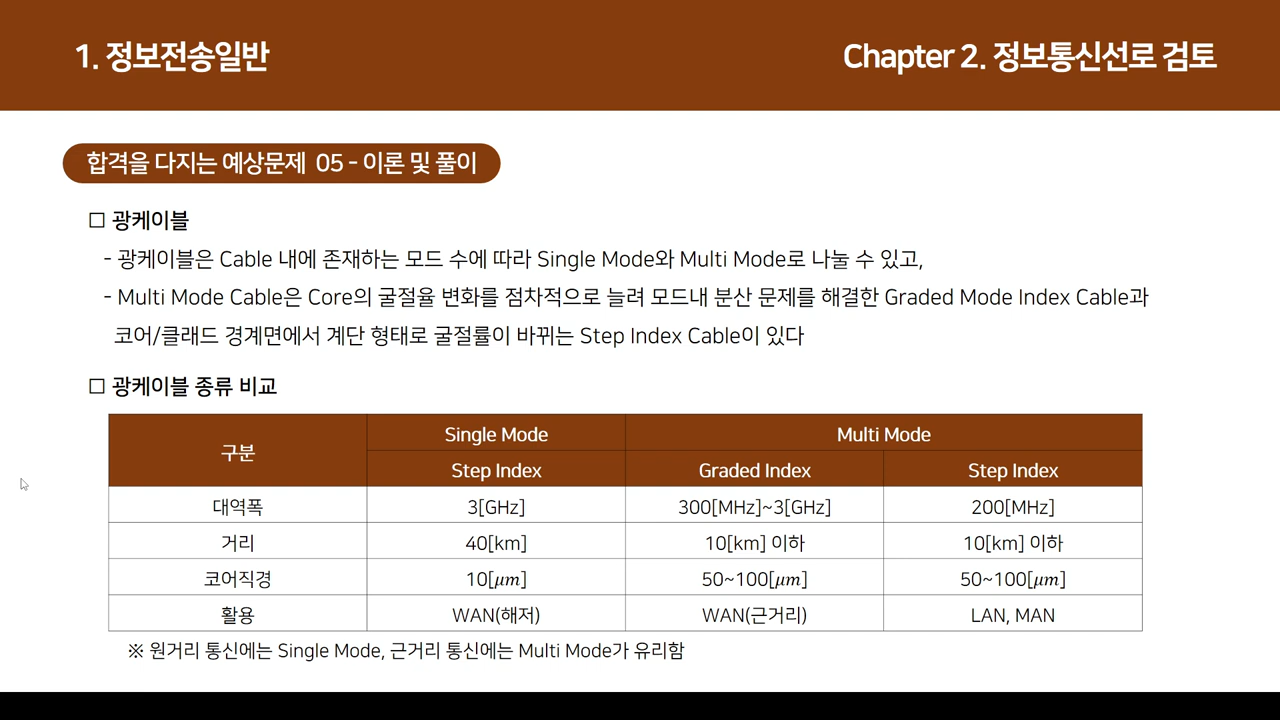 1. 정보전송일반
Chapter 2. 정보통신선로 검토
합격을 다지는 예상문제 05 - 이론 및 풀이
□ 광케이블
- 광케이블은 Cable 내에 존재하는 모드 수에 따라 Single Mode와 Multi Mode로 나눌 수 있고,
- Multi Mode Cable은 Core의 굴절율 변화를 점차적으로 늘려 모드내 분산 문제를 해결한 Graded Mode Index Cable과
코어/클래드 경계면에서 계단 형태로 굴절률이 바뀌는 Step Index Cable이 있다
□ 광케이블 종류 비교
구분 Single Mode Multi Mode
Step Index Graded Index Step Index
대역폭 3[GHz] 300[MHz]~3[GHz] 200[MHz]
거리 40[km] 10[km] 이하 10[km] 이하
코어직경 10[μm] 50~100[μm] 50~100[μm]
활용 WAN(해저) WAN(근거리) LAN, MAN
※ 원거리 통신에는 Single Mode, 근거리 통신에는 Multi Mode가 유리함